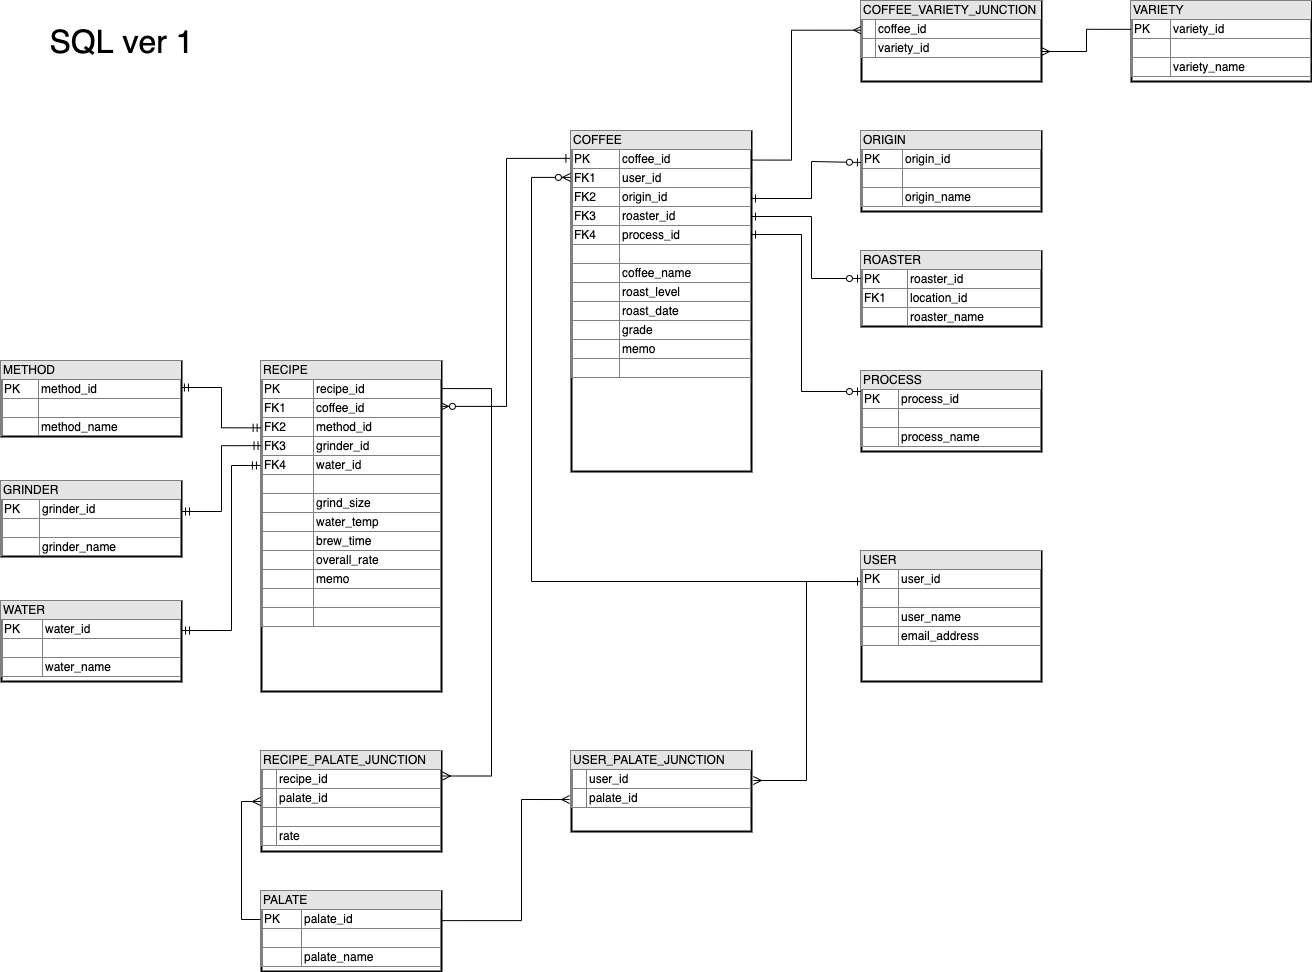 SQL ver 1
COFFEE_VARIETY_JUNCTION
coffee_id
variety_id
VARIETY
PK variety_id
variety_name
COFFEE
PK coffee_id
FK1 user_id
FK2 origin_id
FK3 roaster_id
FK4 process_id
coffee_name
roast_level
roast_date
grade
memo
ORIGIN
PK origin_id
origin_name
ROASTER
PK roaster_id
FK1 location_id
roaster_name
PROCESS
PK process_id
process_name
METHOD
PK method_id
method_name
GRINDER
PK grinder_id
grinder_name
WATER
PK water_id
water_name
RECIPE
PK recipe_id
FK1 coffee_id
FK2 method_id
FK3 grinder_id
FK4 water_id
grind_size
water_temp
brew_time
overall_rate
memo
USER
PK user_id
user_name
email_address
RECIPE_PALATE_JUNCTION
recipe_id
palate_id
rate
USER_PALATE_JUNCTION
user_id
palate_id
PALATE
PK palate_id
palate_name